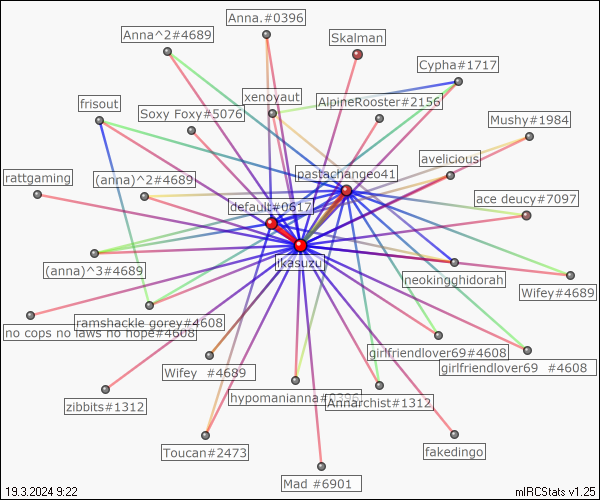 Anna.#0396
Anna^2#4689
Skalman
Cypha#1717
frisout
xenoyaut
Soxy Foxy#5076
AlpineRooster#2156
Mushy#1984
avelicious
rattgaming
(anna)^2#4689
pastachangeo41
ace deucy#7097
default#0617
ikasuzu
(anna)^3#4689
neokingghidorah
Wifey#4689
ramshackle gorey#4608
no cops no laws no hope#4608
girlfriendlover69#4608
girlfriendlover69 #4608
Wifey #4689
hypomanianna#0396
Annarchist#1312
zibbits#1312
Toucan#2473
fakedingo
Mad #6901
19.3.2024 9:22
mIRCStats v1.25